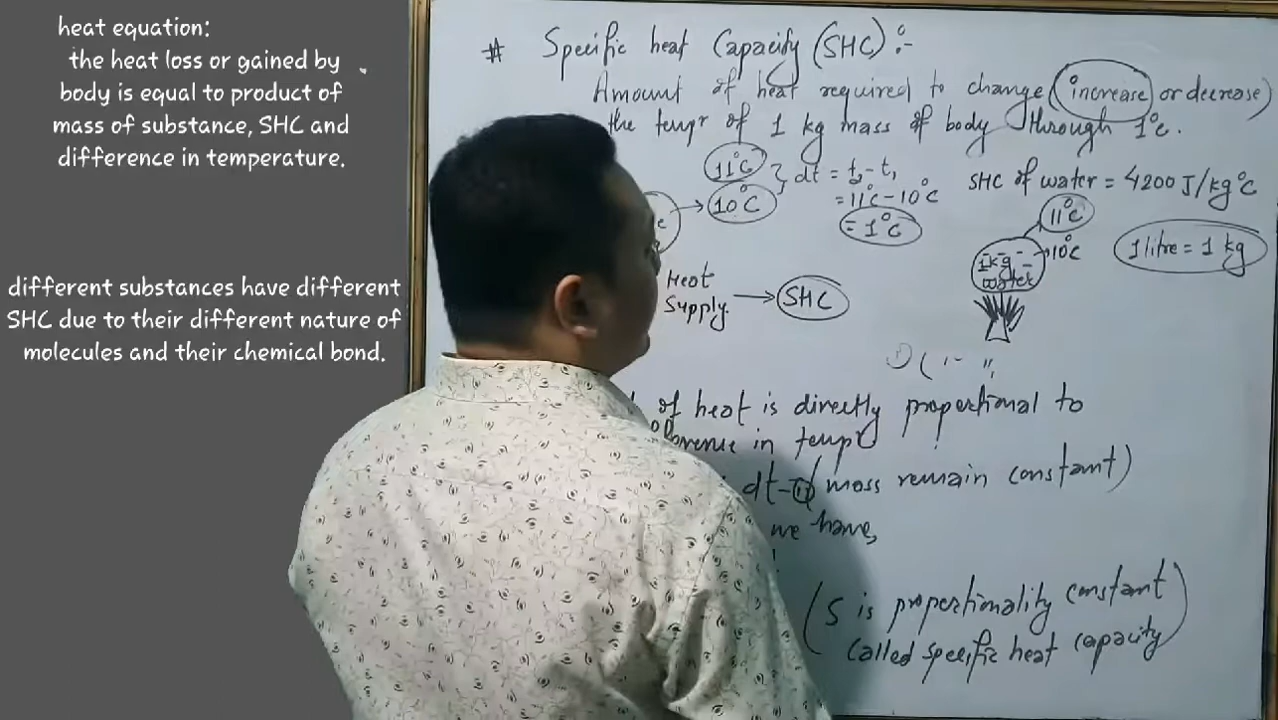 heat equation:
the heat loss or gained by
body is equal to product of
mass of substance, SHC and
difference in temperature.
different substances have different
SHC due to their different nature of
molecules and their chemical bond.
# Specific heat Capacity (SHC) :-
Amount of heat required to change (increase or decrease)
the tempr of 1 kg mass of body through 1°c.
11°C
10°C
dt = t₂ - t₁
= 11°C - 10°C
= 1°C
SHC of water = 4200 J/kg°C
11°C
10°C
1kg
water
1 litre = 1 kg
Heat
Supply
SHC
of heat is directly propertional to
in tempr
dt - (ii) mass remain constant)
we have,
(S is propertionality constant
called specific heat capacity)